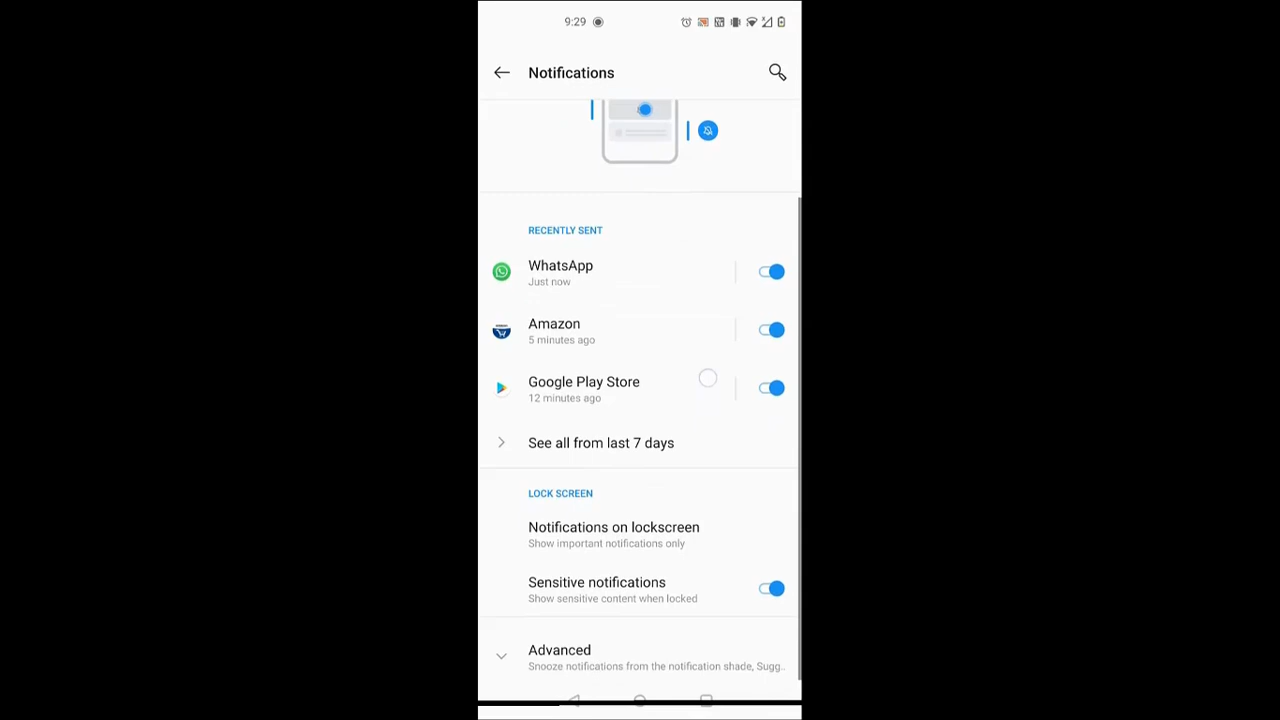 9:29
Notifications
RECENTLY SENT
WhatsApp
Just now
Amazon
5 minutes ago
Google Play Store
12 minutes ago
See all from last 7 days
LOCK SCREEN
Notifications on lockscreen
Show important notifications only
Sensitive notifications
Show sensitive content when locked
Advanced
Snooze notifications from the notification shade, Sugg..